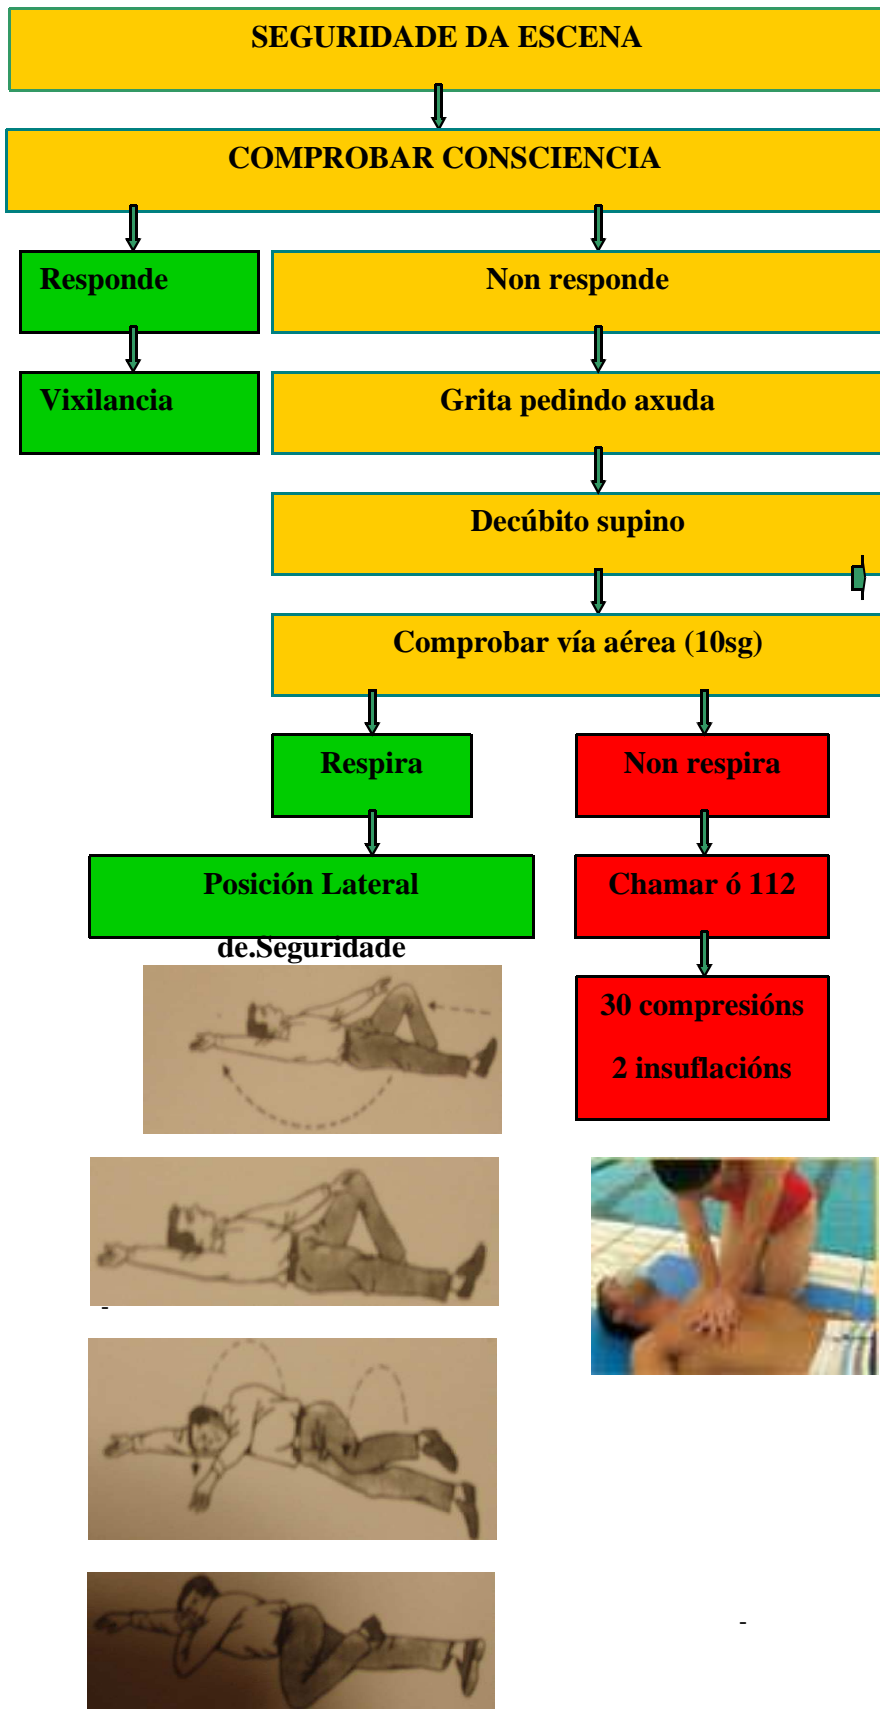 SEGURIDADE DA ESCENA
COMPROBAR CONSCIENCIA
Responde
Non responde
Vixilancia
Grita pedindo axuda
Decúbito supino
Comprobar vía aérea (10sg)
Respira
Non respira
Posición Lateral
de.Seguridade
Chamar ó 112
30 compresións
2 insuflacións
-
-